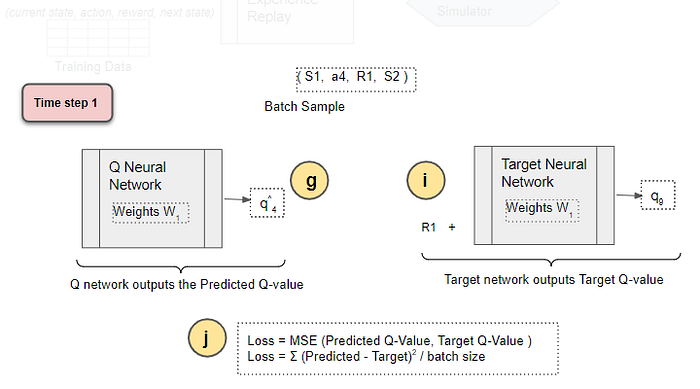 (current state, action, reward, next state)
Experience
Replay
Simulator
Training Data
( S1, a4, R1, S2 )
Time step 1
Batch Sample
Q Neural
Network
Weights W1
q^4
g
i
Target Neural
Network
Weights W1
q9
R1 +
Q network outputs the Predicted Q-value
Target network outputs Target Q-value
j
Loss = MSE (Predicted Q-Value, Target Q-Value )
Loss = Σ (Predicted - Target)² / batch size